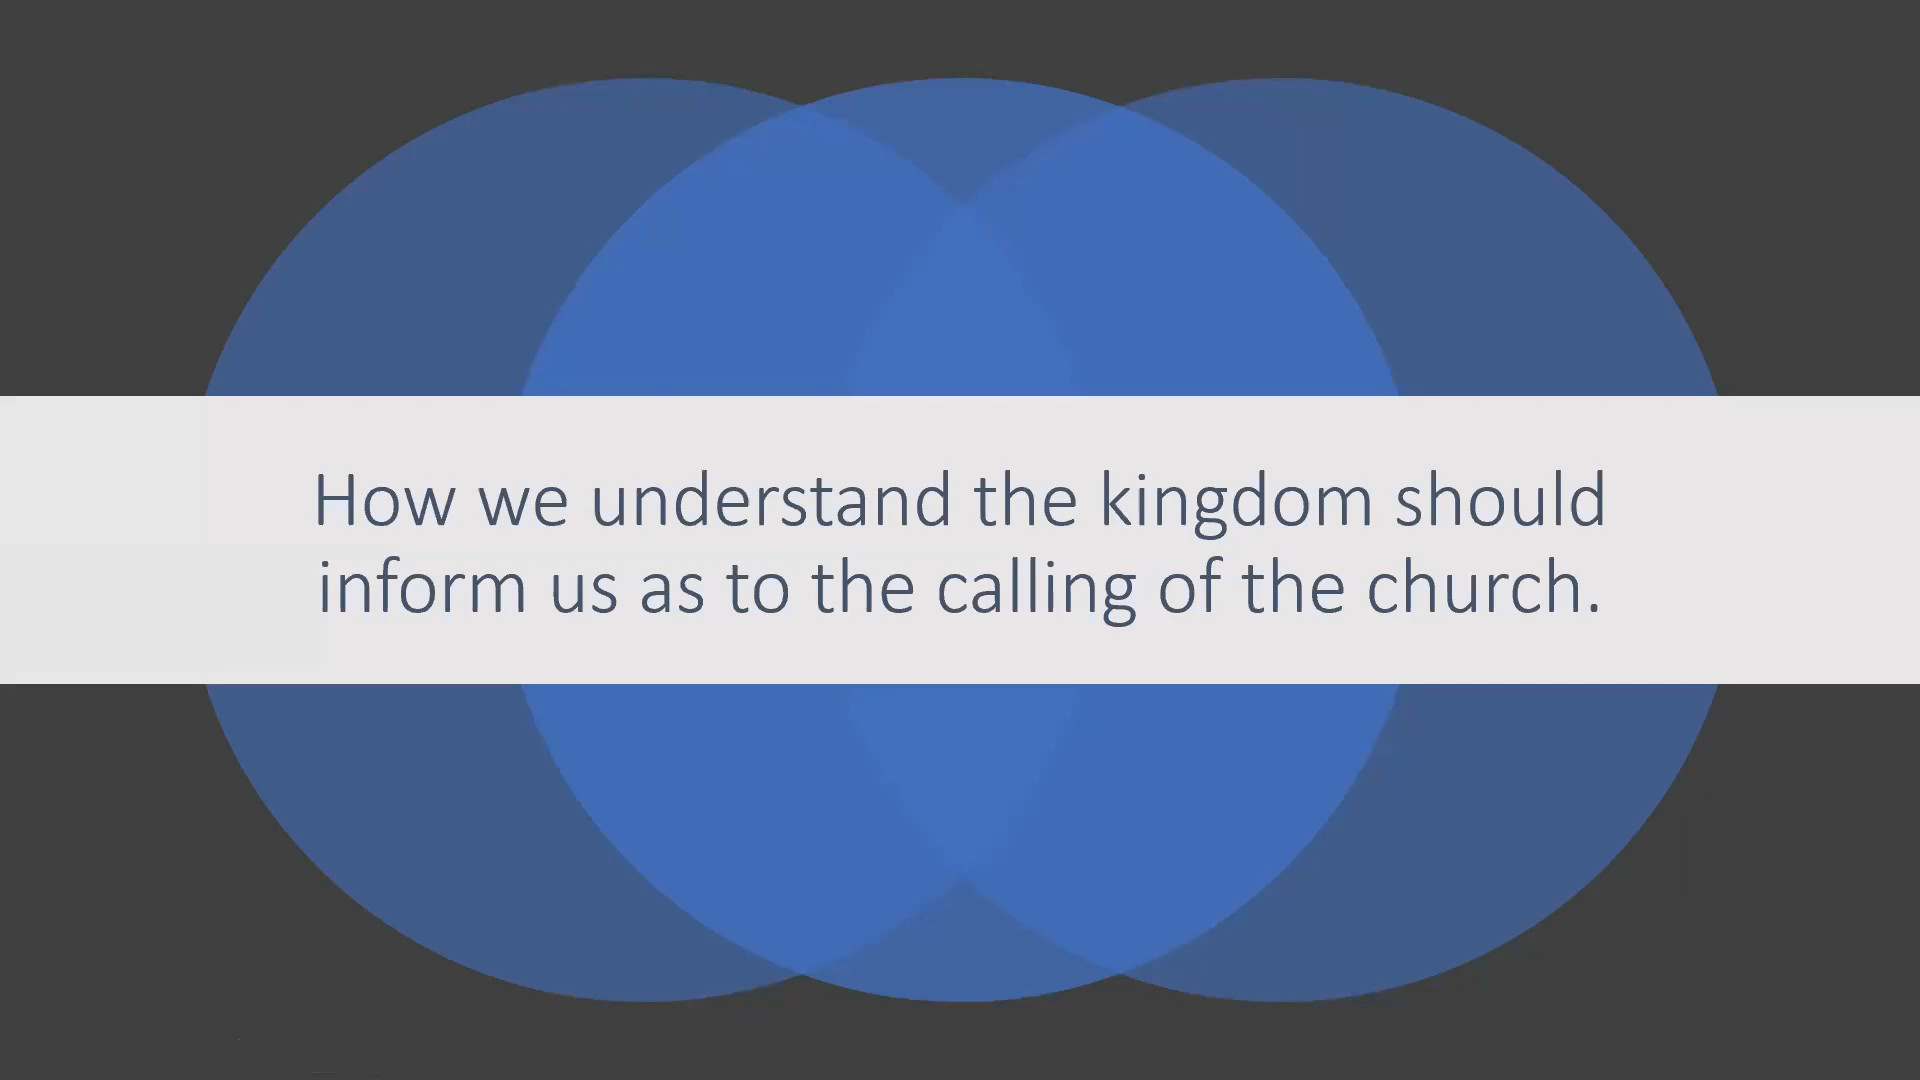 How we understand the kingdom should
inform us as to the calling of the church.